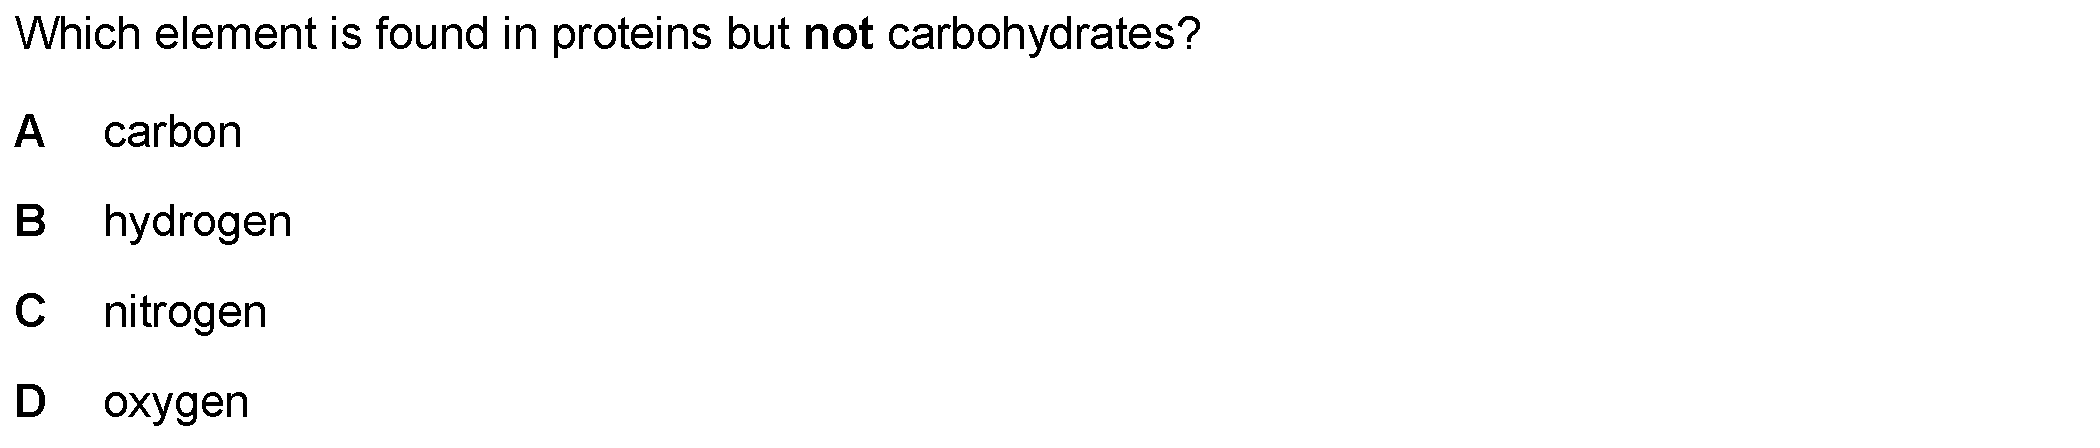 Which element is found in proteins but not carbohydrates?
A carbon
B hydrogen
C nitrogen
D oxygen